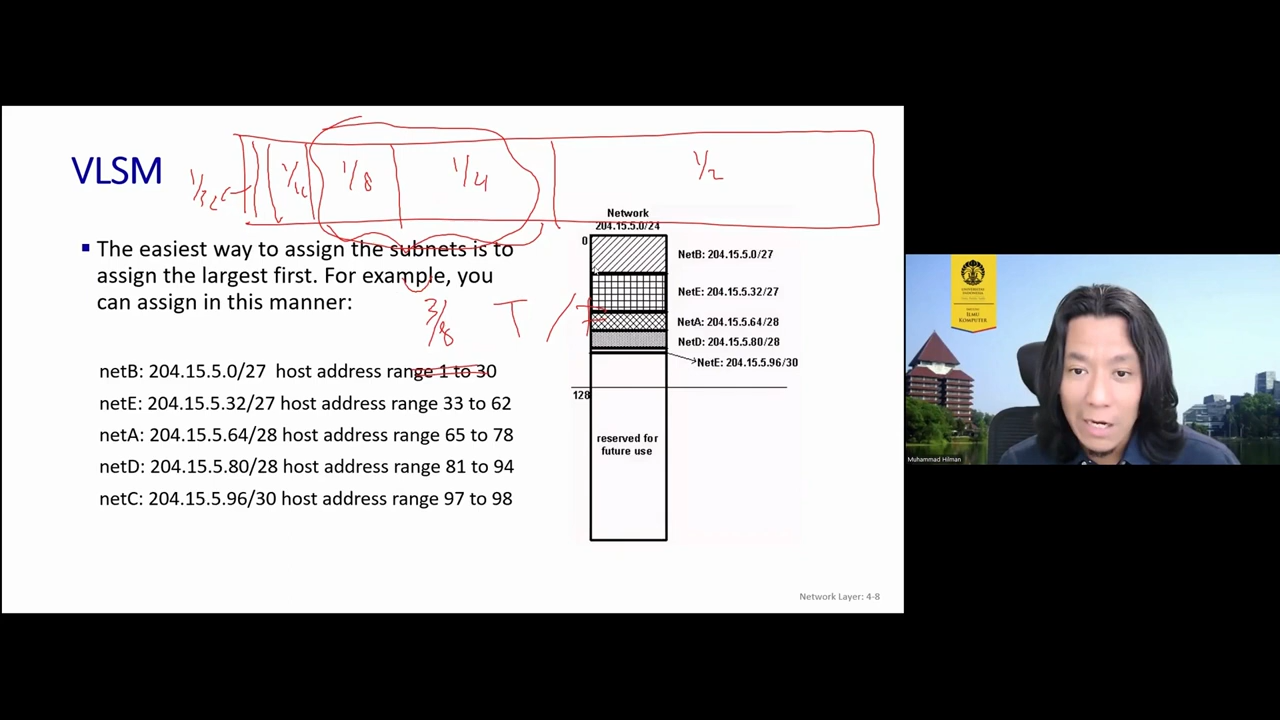 VLSM
1/32
1/16
1/8
1/4
1/2
▪ The easiest way to assign the subnets is to
assign the largest first. For example, you
can assign in this manner:
3/8 T /
netB: 204.15.5.0/27 host address range 1 to 30
netE: 204.15.5.32/27 host address range 33 to 62
netA: 204.15.5.64/28 host address range 65 to 78
netD: 204.15.5.80/28 host address range 81 to 94
netC: 204.15.5.96/30 host address range 97 to 98
Network
204.15.5.0/24
0
NetB: 204.15.5.0/27
NetE: 204.15.5.32/27
NetA: 204.15.5.64/28
NetD: 204.15.5.80/28
NetE: 204.15.5.96/30
128
reserved for
future use
Network Layer: 4-8
UNIVERSITAS
INDONESIA
ILMU
KOMPUTER
Muhammad Hilman